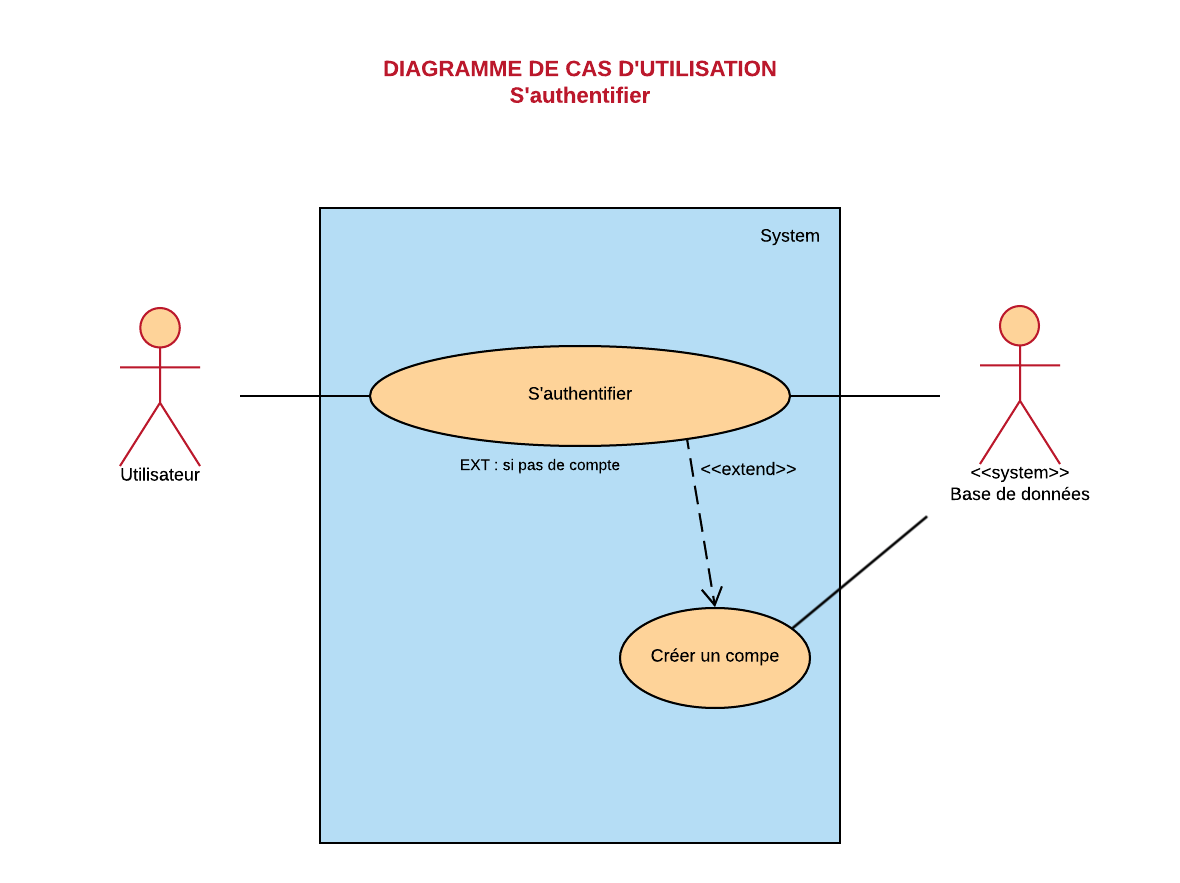 DIAGRAMME DE CAS D'UTILISATION
S'authentifier
System
S'authentifier
EXT : si pas de compte
<<extend>>
Utilisateur
<<system>>
Base de données
Créer un compe